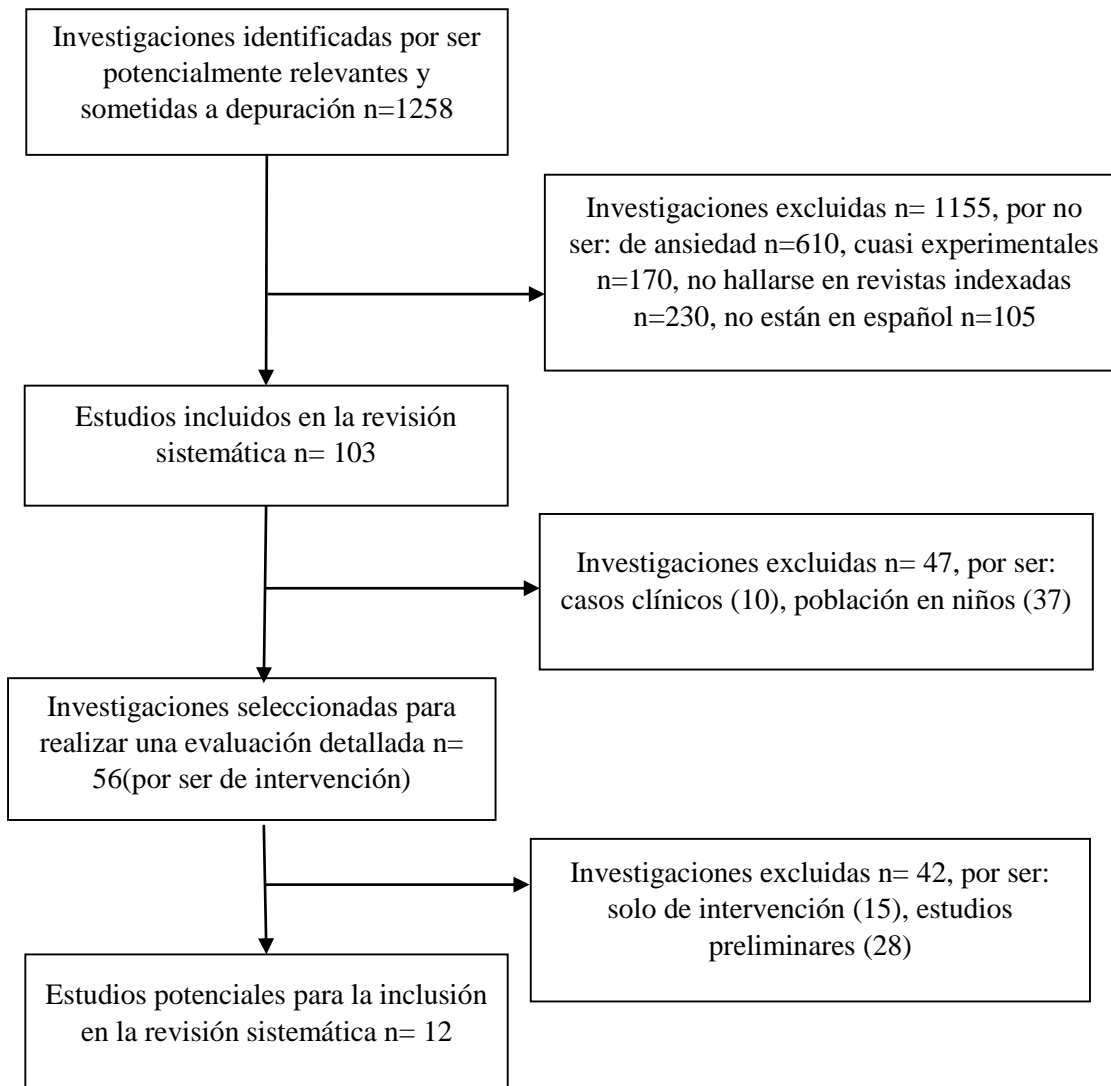 Investigaciones identificadas por ser
potencialmente relevantes y
sometidas a depuración n=1258
Investigaciones excluidas n= 1155, por no
ser: de ansiedad n=610, cuasi experimentales
n=170, no hallarse en revistas indexadas
n=230, no están en español n=105
Estudios incluidos en la revisión
sistemática n= 103
Investigaciones excluidas n= 47, por ser:
casos clínicos (10), población en niños (37)
Investigaciones seleccionadas para
realizar una evaluación detallada n=
56(por ser de intervención)
Investigaciones excluidas n= 42, por ser:
solo de intervención (15), estudios
preliminares (28)
Estudios potenciales para la inclusión
en la revisión sistemática n= 12